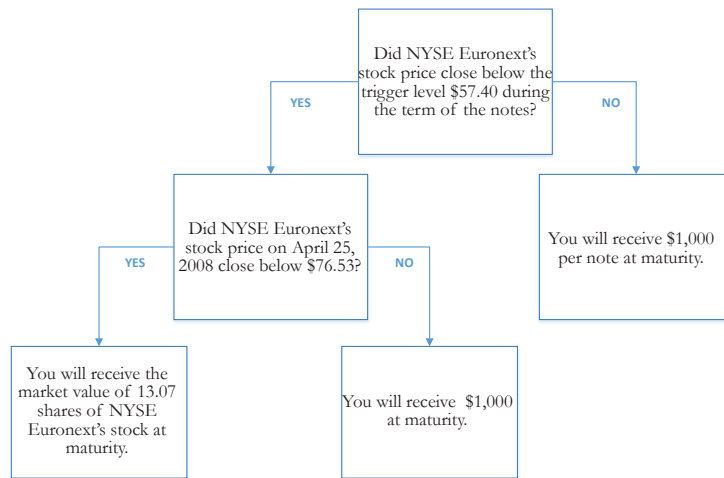 Did NYSE Euronext's
stock price close below the
trigger level $57.40 during
the term of the notes?
YES
NO
Did NYSE Euronext's
stock price on April 25,
2008 close below $76.53?
You will receive $1,000
per note at maturity.
YES
NO
You will receive the
market value of 13.07
shares of NYSE
Euronext's stock at
maturity.
You will receive $1,000
at maturity.